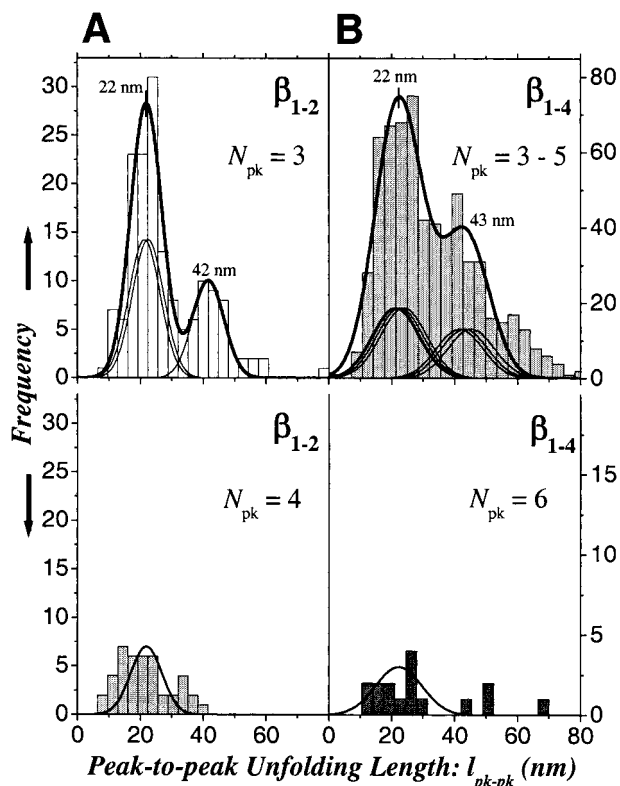 A
B
22 nm
β1-2
Npk = 3
42 nm
22 nm
β1-4
Npk = 3 - 5
43 nm
30
25
20
15
10
5
0
80
60
40
20
0
Frequency
β1-2
Npk = 4
β1-4
Npk = 6
30
25
20
15
10
5
0
15
10
5
0
0 20 40 60
0 20 40 60 80
Peak-to-peak Unfolding Length: lpk-pk (nm)